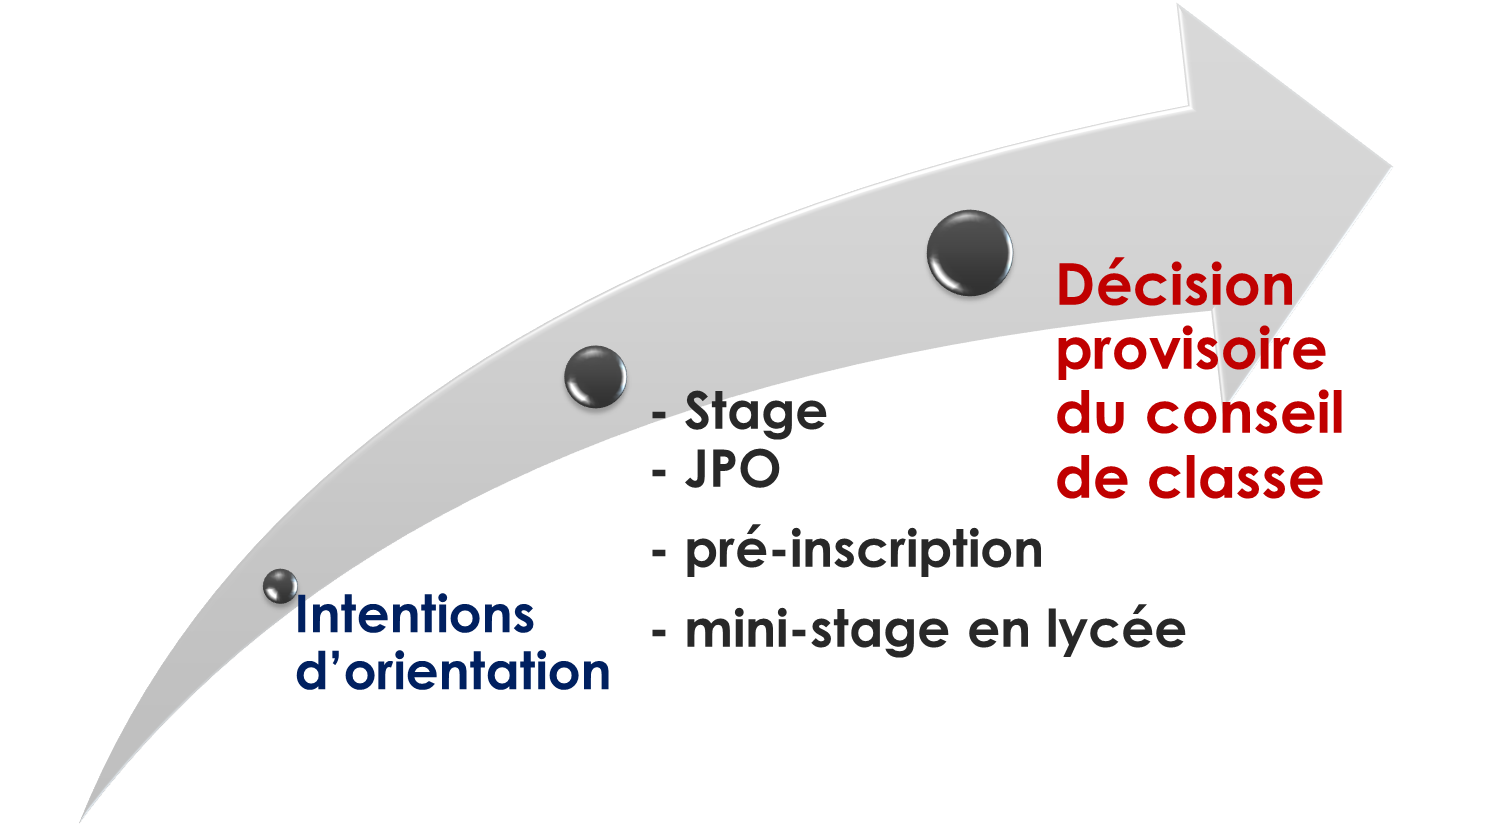 Intentions
d’orientation
- Stage
- JPO
- pré-inscription
- mini-stage en lycée
Décision
provisoire
du conseil
de classe